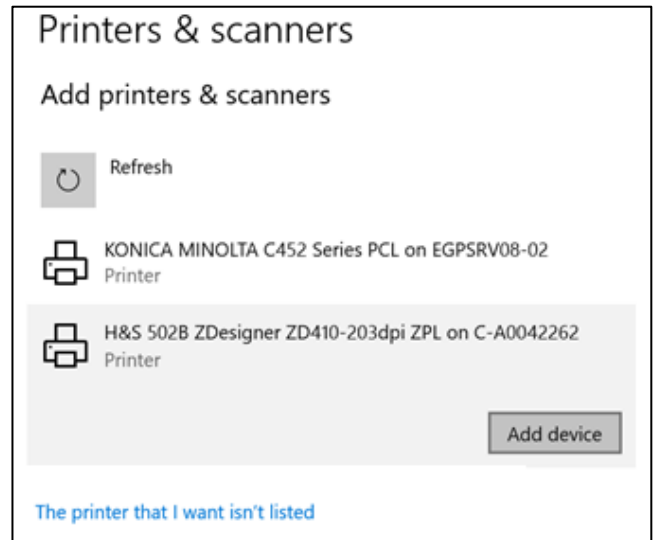 Printers & scanners
Add printers & scanners
Refresh
KONICA MINOLTA C452 Series PCL on EGPSRV08-02
Printer
H&S 502B ZDesigner ZD410-203dpi ZPL on C-A0042262
Printer
Add device
The printer that I want isn't listed